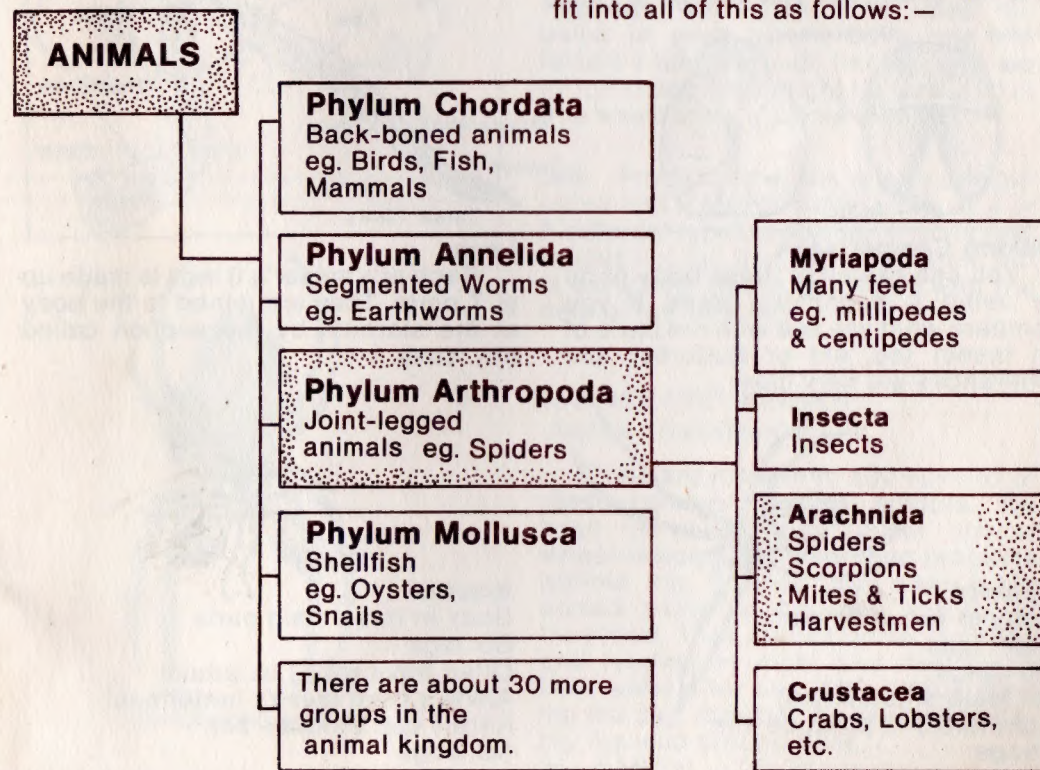 fit into all of this as follows:—
ANIMALS
Phylum Chordata
Back-boned animals
eg. Birds, Fish,
Mammals
Phylum Annelida
Segmented Worms
eg. Earthworms
Phylum Arthropoda
Joint-legged
animals eg. Spiders
Phylum Mollusca
Shellfish
eg. Oysters,
Snails
There are about 30 more
groups in the
animal kingdom.
Myriapoda
Many feet
eg. millipedes
& centipedes
Insecta
Insects
Arachnida
Spiders
Scorpions
Mites & Ticks
Harvestmen
Crustacea
Crabs, Lobsters,
etc.